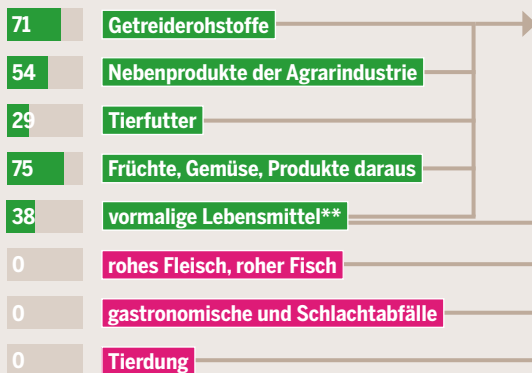 71 Getreiderohstoffe
54 Nebenprodukte der Agrarindustrie
29 Tierfutter
75 Früchte, Gemüse, Produkte daraus
38 vormalige Lebensmittel**
0 rohes Fleisch, roher Fisch
0 gastronomische und Schlachtabfälle
0 Tierdung